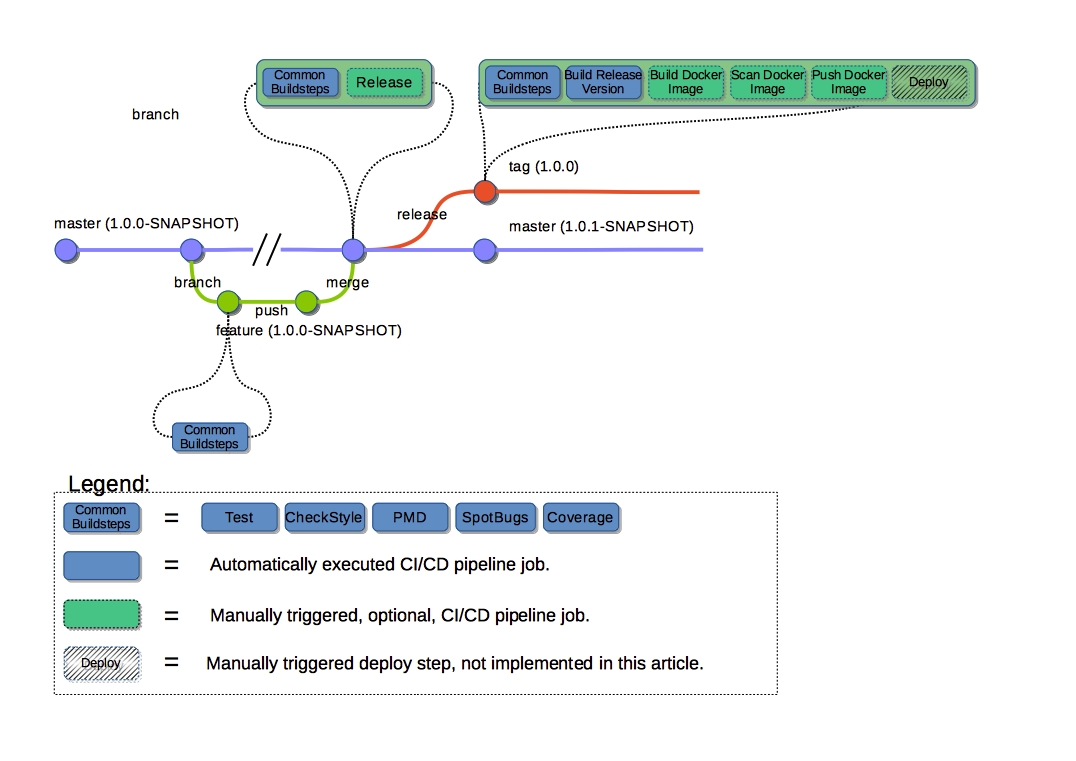 Common
Buildsteps
Release
Common
Buildsteps
Build Release
Version
Build Docker
Image
Scan Docker
Image
Push Docker
Image
Deploy
branch
tag (1.0.0)
release
master (1.0.0-SNAPSHOT)
master (1.0.1-SNAPSHOT)
branch
merge
push
feature (1.0.0-SNAPSHOT)
Common
Buildsteps
Legend:
Common
Buildsteps
=
Test
CheckStyle
PMD
SpotBugs
Coverage
= Automatically executed CI/CD pipeline job.
= Manually triggered, optional, CI/CD pipeline job.
Deploy = Manually triggered deploy step, not implemented in this article.